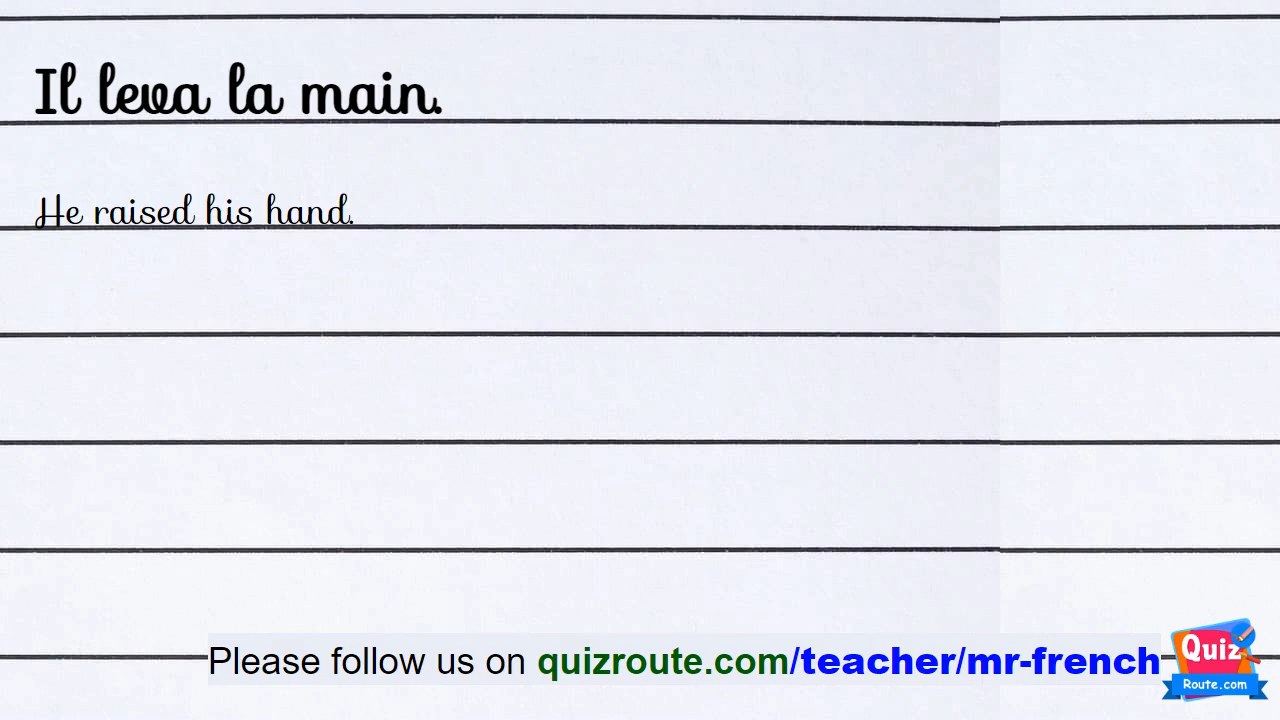 Il leva la main.
He raised his hand.
Please follow us on quizroute.com/teacher/mr-french
Quiz
Route.com